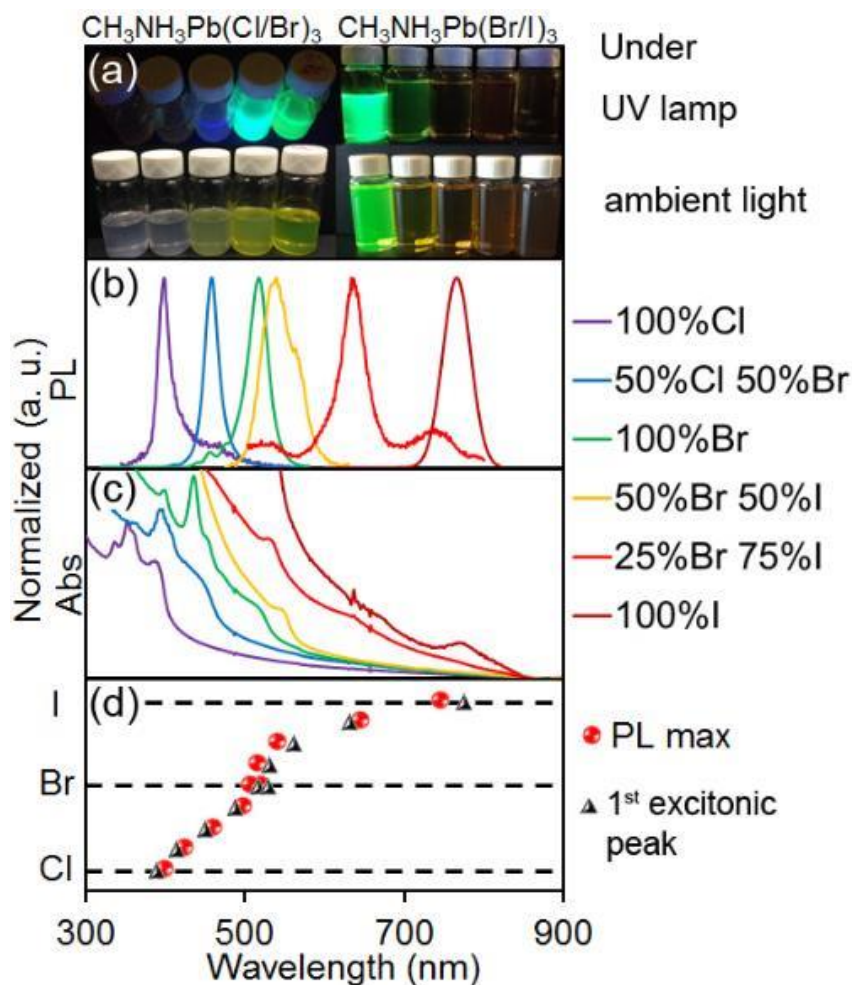 CH₃NH₃Pb(Cl/Br)₃ CH₃NH₃Pb(Br/I)₃
(a)
Under
UV lamp
ambient light
(b)
Normalized (a. u.)
PL
Abs
100%Cl
50%Cl 50%Br
100%Br
50%Br 50%I
25%Br 75%I
100%I
(c)
(d)
I
Br
Cl
PL max
1ˢᵗ excitonic
peak
300 500 700 900
Wavelength (nm)